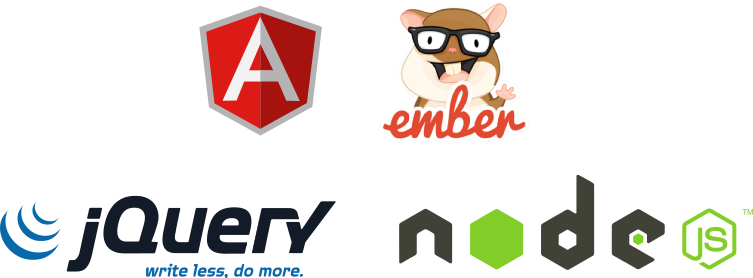 A
ember
jQuery
write less, do more.
node
JS
TM